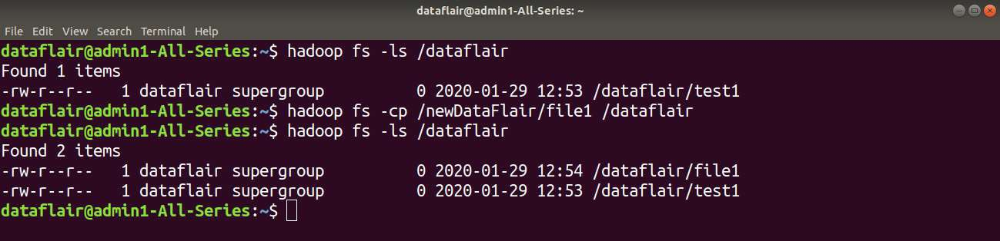 dataflair@admin1-All-Series: ~
File Edit View Search Terminal Help
dataflair@admin1-All-Series:~$ hadoop fs -ls /dataflair
Found 1 items
-rw-r--r--   1 dataflair supergroup          0 2020-01-29 12:53 /dataflair/test1
dataflair@admin1-All-Series:~$ hadoop fs -cp /newDataFlair/file1 /dataflair
dataflair@admin1-All-Series:~$ hadoop fs -ls /dataflair
Found 2 items
-rw-r--r--   1 dataflair supergroup          0 2020-01-29 12:54 /dataflair/file1
-rw-r--r--   1 dataflair supergroup          0 2020-01-29 12:53 /dataflair/test1
dataflair@admin1-All-Series:~$